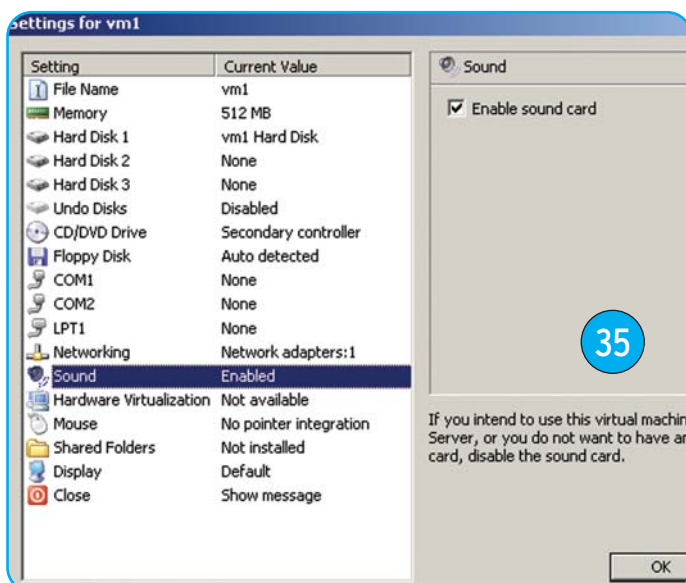 Settings for vm1
Setting Current Value
File Name vm1
Memory 512 MB
Hard Disk 1 vm1 Hard Disk
Hard Disk 2 None
Hard Disk 3 None
Undo Disks Disabled
CD/DVD Drive Secondary controller
Floppy Disk Auto detected
COM1 None
COM2 None
LPT1 None
Networking Network adapters:1
Sound Enabled
Hardware Virtualization Not available
Mouse No pointer integration
Shared Folders Not installed
Display Default
Close Show message
Sound
Enable sound card
35
If you intend to use this virtual machin
Server, or you do not want to have
card, disable the sound card.
OK